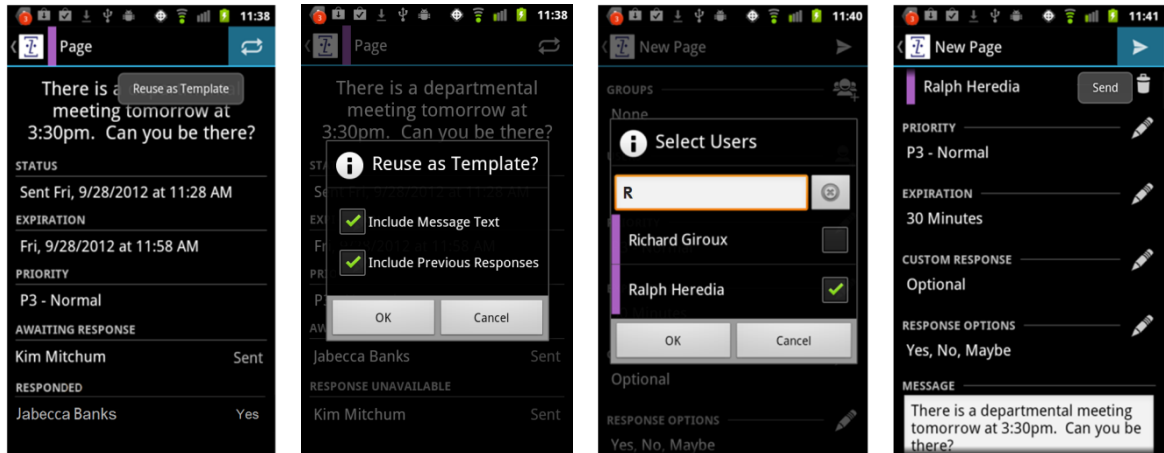 11:38
Page
There is a
Reuse as Template
meeting tomorrow at
3:30pm. Can you be there?
STATUS
Sent Fri, 9/28/2012 at 11:28 AM
EXPIRATION
Fri, 9/28/2012 at 11:58 AM
PRIORITY
P3 - Normal
AWAITING RESPONSE
Kim Mitchum Sent
RESPONDED
Jabecca Banks Yes
11:38
Page
There is a departmental
meeting tomorrow at
3:30pm. Can you be there?
Reuse as Template?
Include Message Text
Include Previous Responses
OK Cancel
Jabecca Banks Sent
RESPONSE UNAVAILABLE
Kim Mitchum Sent
11:40
New Page
GROUPS
None
Select Users
R
Richard Giroux
Ralph Heredia
OK Cancel
Optional
RESPONSE OPTIONS
Yes, No, Maybe
11:41
New Page
Ralph Heredia
Send
PRIORITY
P3 - Normal
EXPIRATION
30 Minutes
CUSTOM RESPONSE
Optional
RESPONSE OPTIONS
Yes, No, Maybe
MESSAGE
There is a departmental meeting
tomorrow at 3:30pm. Can you be
there?